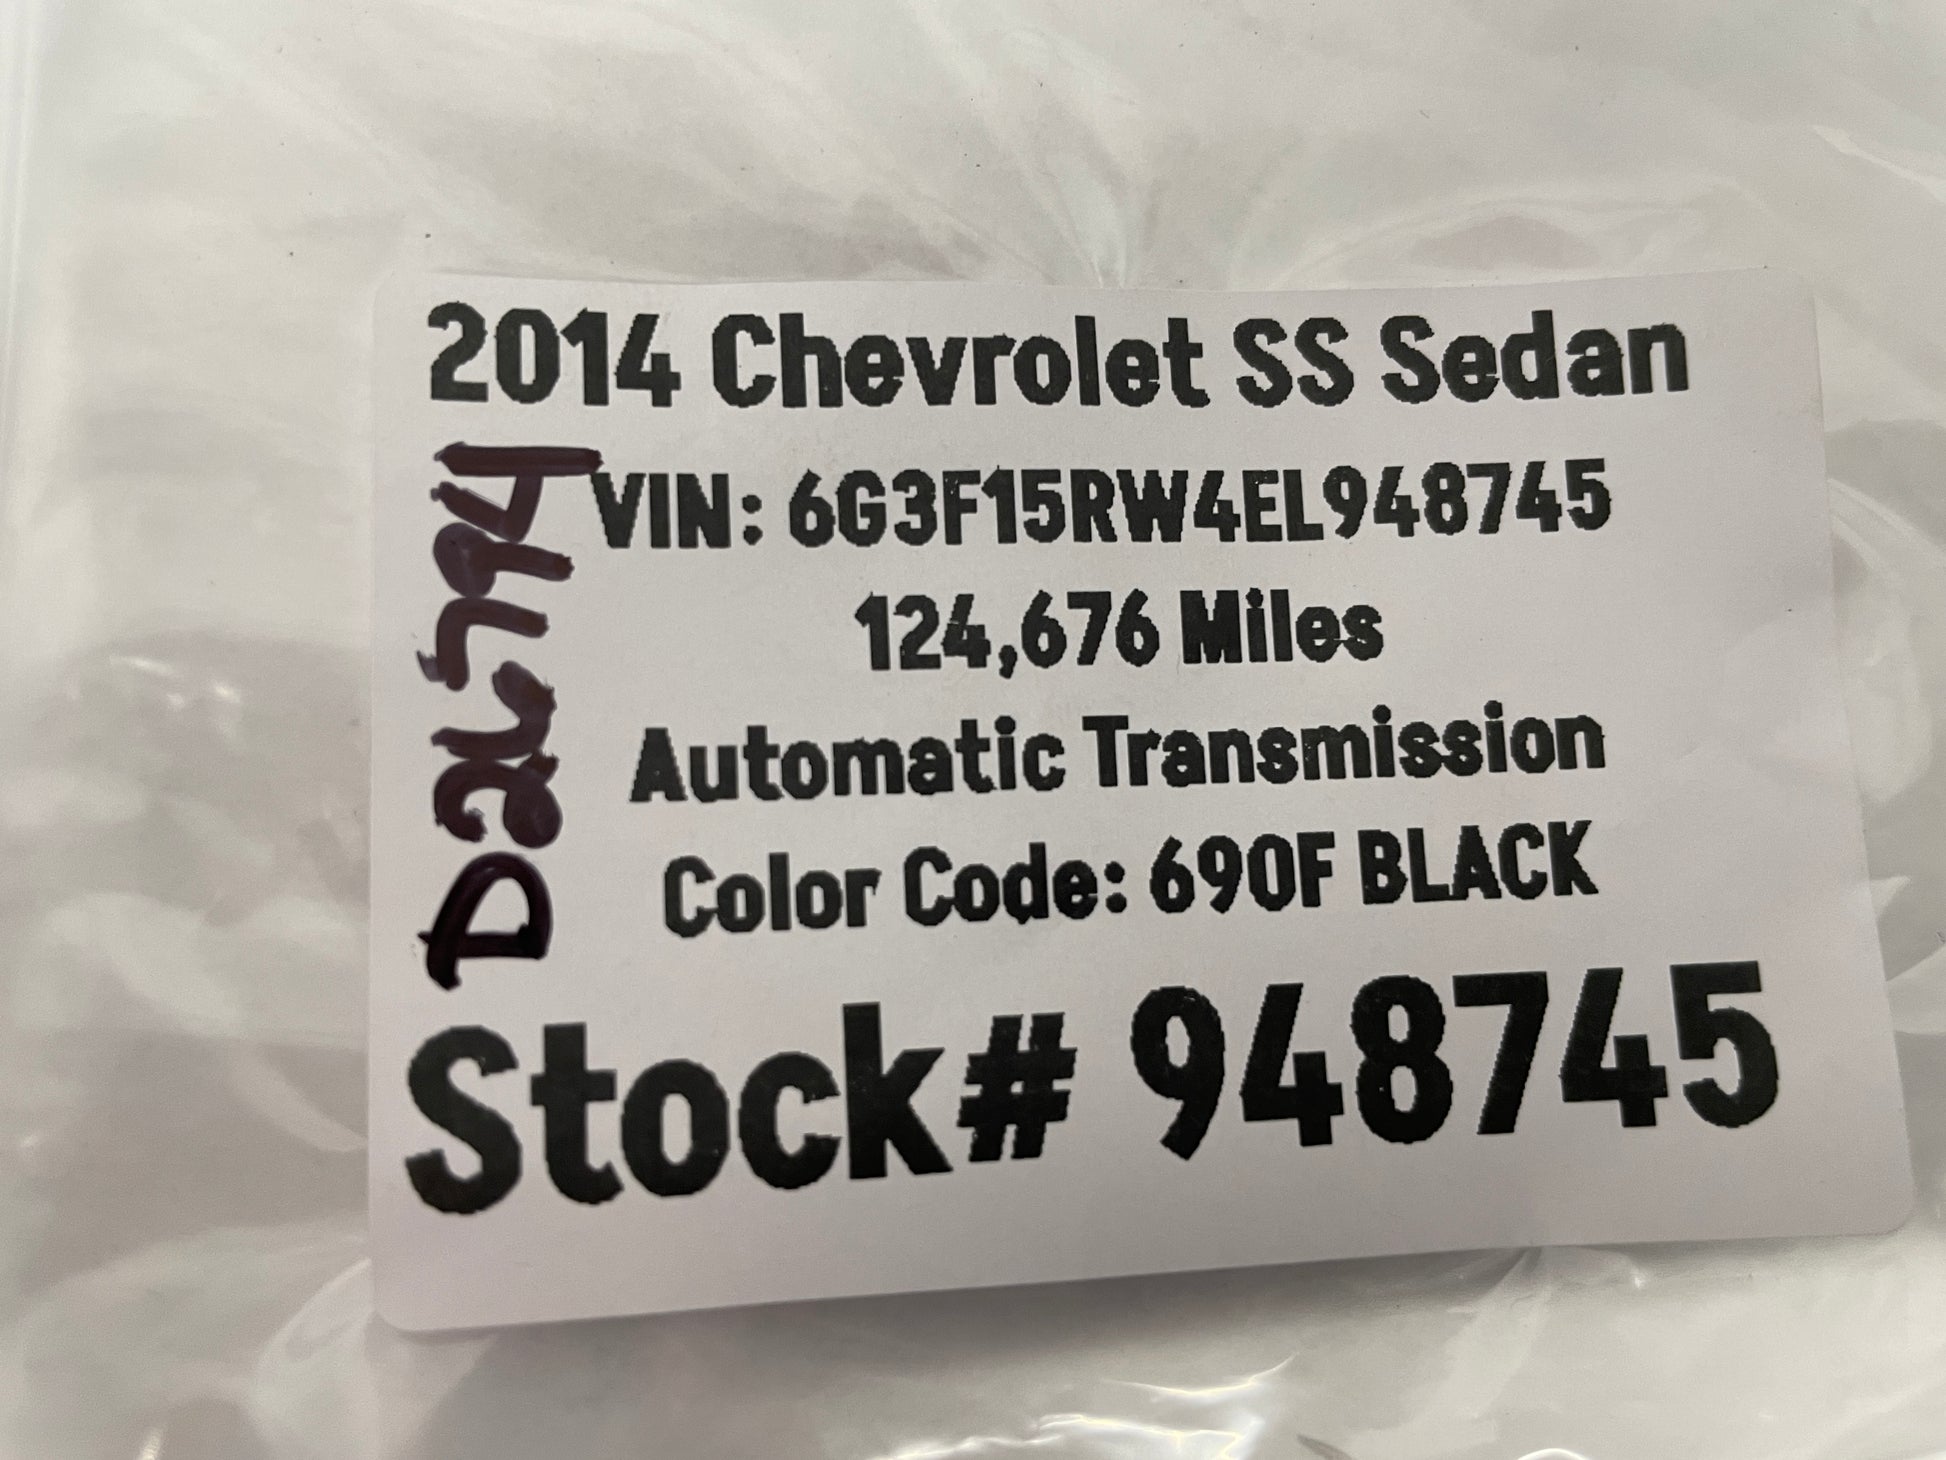 2014 Chevrolet SS Sedan
VIN: 6G3F15RW4EL948745
124,676 Miles
Automatic Transmission
Color Code: 690F BLACK
Stock# 948745